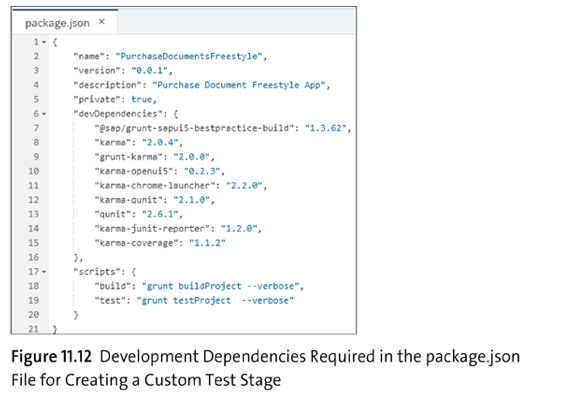 package.json ×
1 {
2 "name": "PurchaseDocumentsFreestyle",
3 "version": "0.0.1",
4 "description": "Purchase Document Freestyle App",
5 "private": true,
6 "devDependencies": {
7 "@sap/grunt-sapui5-bestpractice-build": "1.3.62",
8 "karma": "2.0.4",
9 "grunt-karma": "2.0.0",
10 "karma-openui5": "0.2.3",
11 "karma-chrome-launcher": "2.2.0",
12 "karma-qunit": "2.1.0",
13 "qunit": "2.6.1",
14 "karma-junit-reporter": "1.2.0",
15 "karma-coverage": "1.1.2"
16 },
17 "scripts": {
18 "build": "grunt buildProject --verbose",
19 "test": "grunt testProject --verbose"
20 }
21 }
Figure 11.12 Development Dependencies Required in the package.json
File for Creating a Custom Test Stage